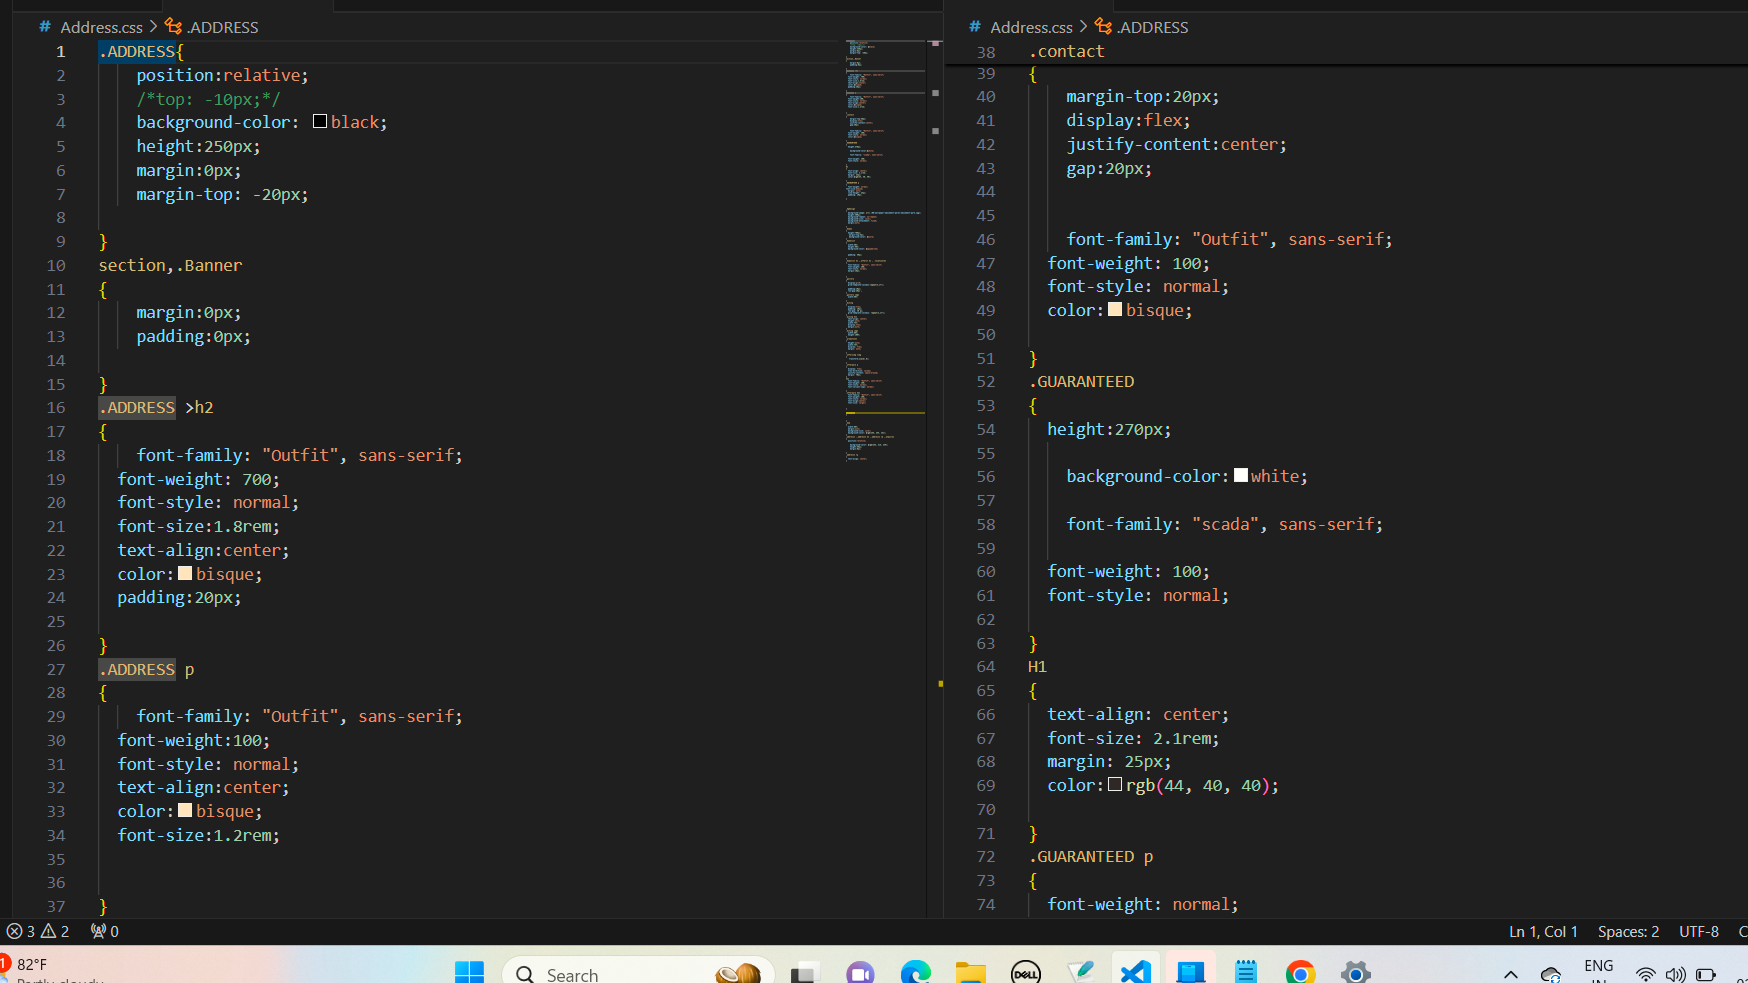 # Address.css > .ADDRESS
1 .ADDRESS{
2 position:relative;
3 /*top: -10px;*/
4 background-color: black;
5 height:250px;
6 margin:0px;
7 margin-top: -20px;
8
9 }
10 section,.Banner
11 {
12 margin:0px;
13 padding:0px;
14
15 }
16 .ADDRESS >h2
17 {
18 font-family: "Outfit", sans-serif;
19 font-weight: 700;
20 font-style: normal;
21 font-size:1.8rem;
22 text-align:center;
23 color: bisque;
24 padding:20px;
25
26 }
27 .ADDRESS p
28 {
29 font-family: "Outfit", sans-serif;
30 font-weight:100;
31 font-style: normal;
32 text-align:center;
33 color: bisque;
34 font-size:1.2rem;
35
36
37 }
# Address.css > .ADDRESS
38 .contact
39 {
40 margin-top:20px;
41 display:flex;
42 justify-content:center;
43 gap:20px;
44
45
46 font-family: "Outfit", sans-serif;
47 font-weight: 100;
48 font-style: normal;
49 color: bisque;
50
51 }
52 .GUARANTEED
53 {
54 height:270px;
55
56 background-color: white;
57
58 font-family: "scada", sans-serif;
59
60 font-weight: 100;
61 font-style: normal;
62
63 }
64 H1
65 {
66 text-align: center;
67 font-size: 2.1rem;
68 margin: 25px;
69 color: rgb(44, 40, 40);
70
71 }
72 .GUARANTEED p
73 {
74 font-weight: normal;
3 2 0
Ln 1, Col 1 Spaces: 2 UTF-8
1 82°F
Search
DELL
ENG